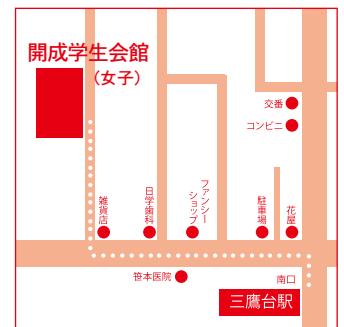 開成学生会館
（女子）
交番
コンビニ
雑貨店
日学歯科
ファンシー
ショップ
駐車場
花屋
笹本医院
南口
三鷹台駅